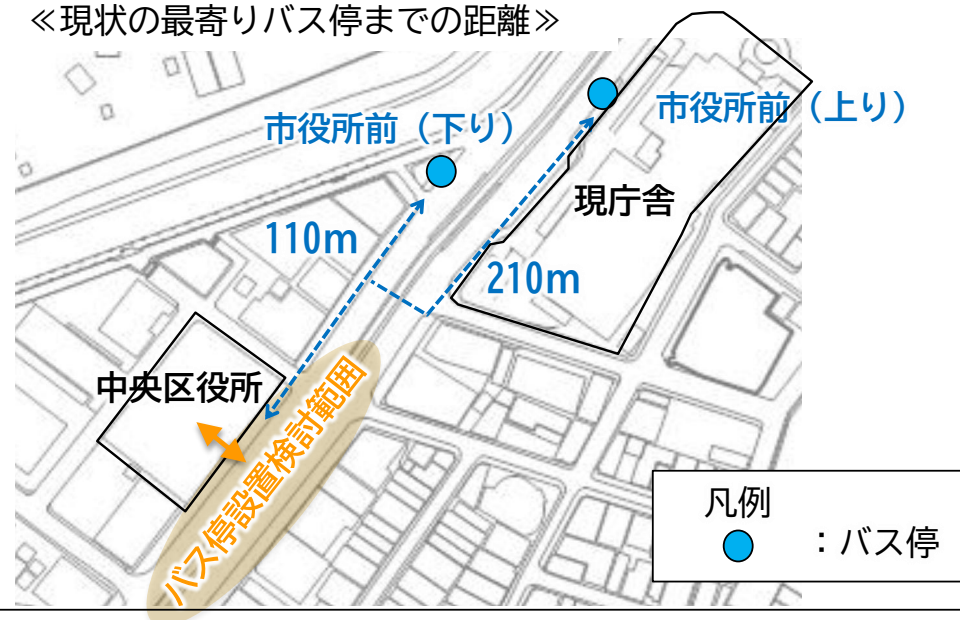 ≪現状の最寄りバス停までの距離≫
市役所前（上り）
市役所前（下り）
現庁舎
110m
210m
中央区役所
バス停設置検討範囲
凡例
：バス停